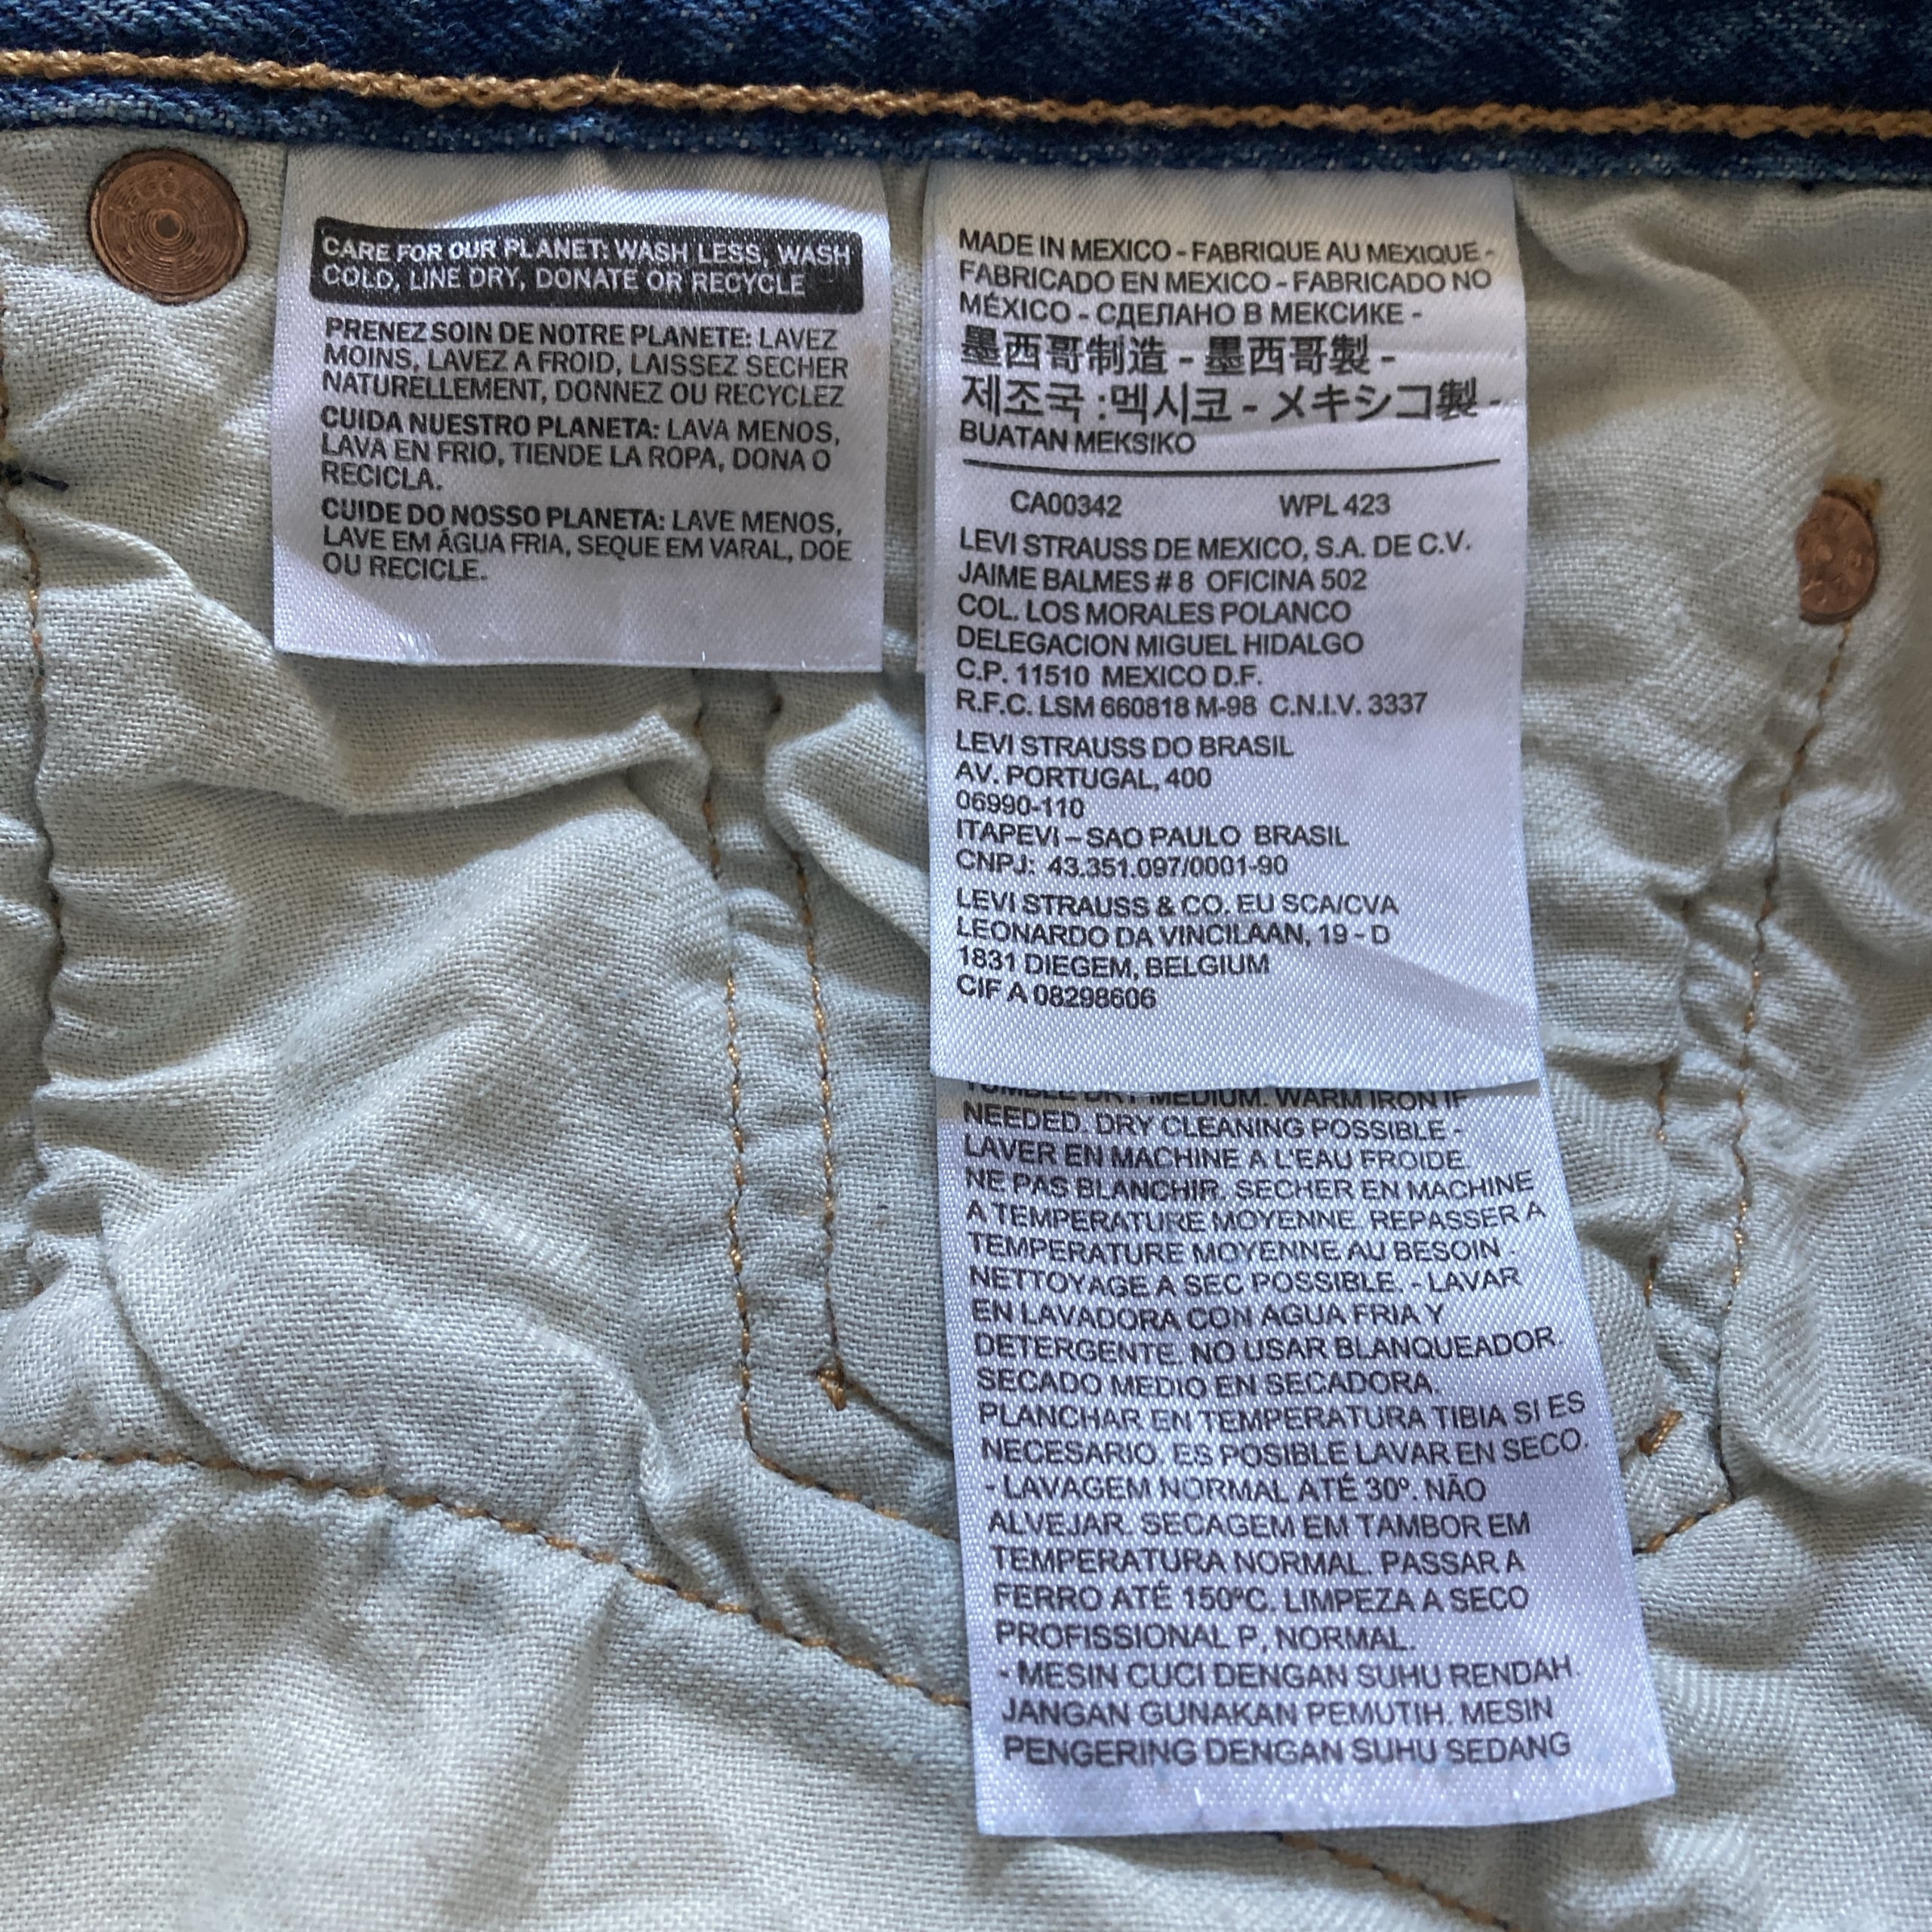 CARE FOR OUR PLANET: WASH LESS, WASH
COLD, LINE DRY, DONATE OR RECYCLE
PRENEZ SOIN DE NOTRE PLANETE: LAVEZ
MOINS, LAVEZ A FROID, LAISSEZ SECHER
NATURELLEMENT, DONNEZ OU RECYCLEZ
CUIDA NUESTRO PLANETA: LAVA MENOS,
LAVA EN FRIO, TIENDE LA ROPA, DONA O
RECICLA.
CUIDE DO NOSSO PLANETA: LAVE MENOS,
LAVE EM ÁGUA FRIA, SEQUE EM VARAL, DOE
OU RECICLE.
MADE IN MEXICO - FABRIQUE AU MEXIQUE -
FABRICADO EN MEXICO - FABRICADO NO
MÉXICO - СДЕЛАНО В МЕКСИКЕ -
墨西哥制造 - 墨西哥製 -
제조국 :멕시코 - メキシコ製 -
BUATAN MEKSIKO
CA00342 WPL 423
LEVI STRAUSS DE MEXICO, S.A. DE C.V.
JAIME BALMES # 8 OFICINA 502
COL. LOS MORALES POLANCO
DELEGACION MIGUEL HIDALGO
C.P. 11510 MEXICO D.F.
R.F.C. LSM 660818 M-98 C.N.I.V. 3337
LEVI STRAUSS DO BRASIL
AV. PORTUGAL, 400
06990-110
ITAPEVI – SAO PAULO BRASIL
CNPJ: 43.351.097/0001-90
LEVI STRAUSS & CO. EU SCA/CVA
LEONARDO DA VINCILAAN, 19 - D
1831 DIEGEM, BELGIUM
CIF A 08298606
TUMBLE DRY MEDIUM. WARM IRON IF
NEEDED. DRY CLEANING POSSIBLE -
LAVER EN MACHINE A L'EAU FROIDE.
NE PAS BLANCHIR. SECHER EN MACHINE
A TEMPERATURE MOYENNE. REPASSER A
TEMPERATURE MOYENNE AU BESOIN .
NETTOYAGE A SEC POSSIBLE. - LAVAR
EN LAVADORA CON AGUA FRIA Y
DETERGENTE. NO USAR BLANQUEADOR.
SECADO MEDIO EN SECADORA.
PLANCHAR EN TEMPERATURA TIBIA SI ES
NECESARIO. ES POSIBLE LAVAR EN SECO.
- LAVAGEM NORMAL ATÉ 30º. NÃO
ALVEJAR. SECAGEM EM TAMBOR EM
TEMPERATURA NORMAL. PASSAR A
FERRO ATÉ 150ºC. LIMPEZA A SECO
PROFISSIONAL P, NORMAL.
- MESIN CUCI DENGAN SUHU RENDAH.
JANGAN GUNAKAN PEMUTIH. MESIN
PENGERING DENGAN SUHU SEDANG